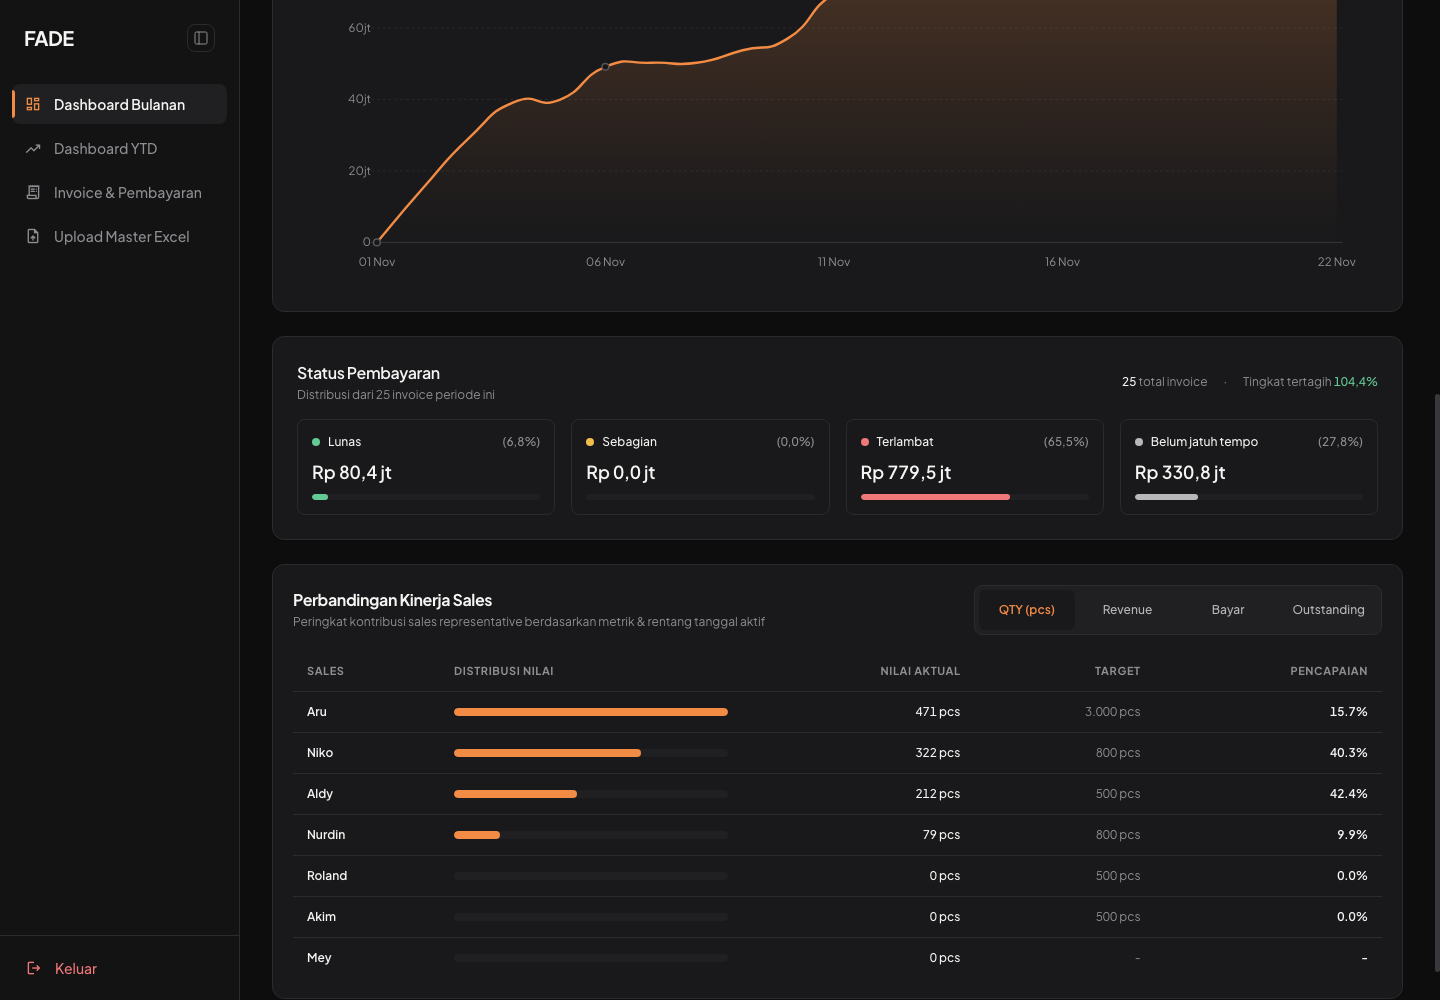 FADE
Dashboard Bulanan
Dashboard YTD
Invoice & Pembayaran
Upload Master Excel
Keluar
60jt
40jt
20jt
0
01 Nov 06 Nov 11 Nov 16 Nov 22 Nov
Status Pembayaran
Distribusi dari 25 invoice periode ini
25 total invoice · Tingkat tertagih 104,4%
Lunas (6,8%)
Rp 80,4 jt
Sebagian (0,0%)
Rp 0,0 jt
Terlambat (65,5%)
Rp 779,5 jt
Belum jatuh tempo (27,8%)
Rp 330,8 jt
Perbandingan Kinerja Sales
Peringkat kontribusi sales representative berdasarkan metrik & rentang tanggal aktif
QTY (pcs) Revenue Bayar Outstanding
SALES DISTRIBUSI NILAI NILAI AKTUAL TARGET PENCAPAIAN
Aru 471 pcs 3.000 pcs 15.7%
Niko 322 pcs 800 pcs 40.3%
Aldy 212 pcs 500 pcs 42.4%
Nurdin 79 pcs 800 pcs 9.9%
Roland 0 pcs 500 pcs 0.0%
Akim 0 pcs 500 pcs 0.0%
Mey 0 pcs - -